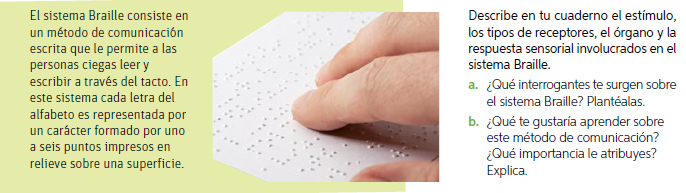 El sistema Braille consiste en
un método de comunicación
escrita que le permite a las
personas ciegas leer y
escribir a través del tacto. En
este sistema cada letra del
alfabeto es representada por
un carácter formado por uno
a seis puntos impresos en
relieve sobre una superficie.
Describe en tu cuaderno el estímulo,
los tipos de receptores, el órgano y la
respuesta sensorial involucrados en el
sistema Braille.
a. ¿Qué interrogantes te surgen sobre
el sistema Braille? Plantéalas.
b. ¿Qué te gustaría aprender sobre
este método de comunicación?
¿Qué importancia le atribuyes?
Explica.